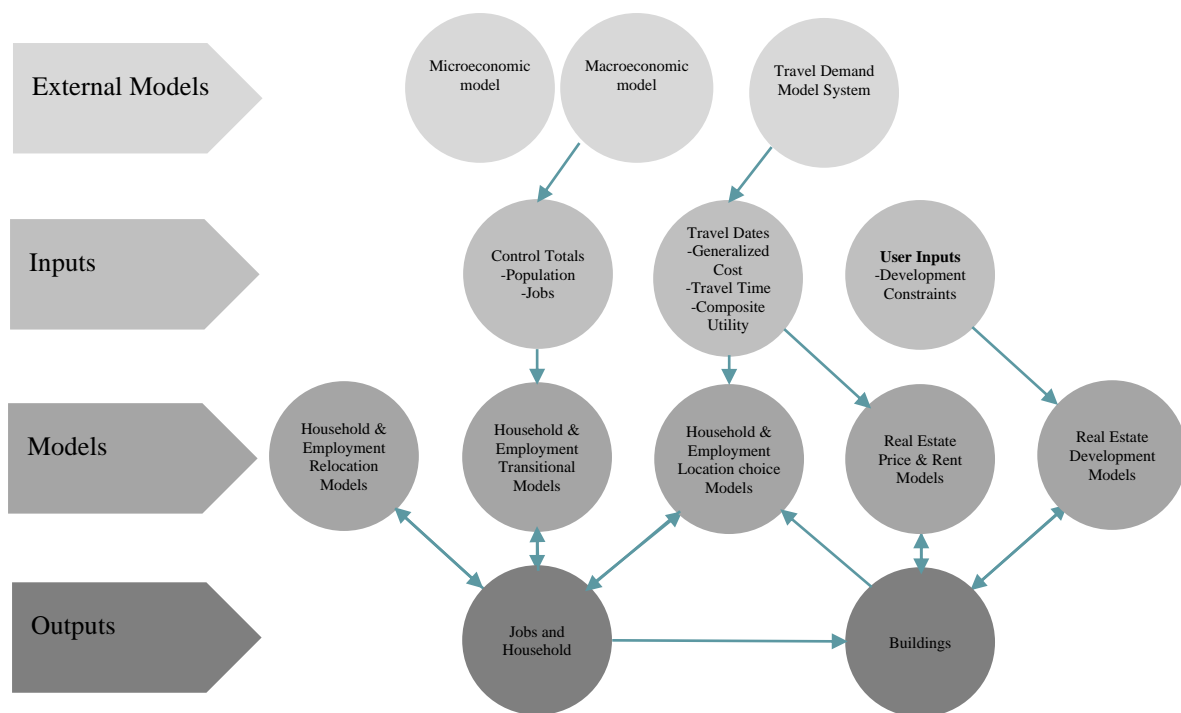 External Models
Microeconomic
model
Macroeconomic
model
Travel Demand
Model System
Inputs
Control Totals
-Population
-Jobs
Travel Dates
-Generalized
Cost
-Travel Time
-Composite
Utility
User Inputs
-Development
Constraints
Models
Household &
Employment
Relocation
Models
Household &
Employment
Transitional
Models
Household &
Employment
Location choice
Models
Real Estate
Price & Rent
Models
Real Estate
Development
Models
Outputs
Jobs and
Household
Buildings